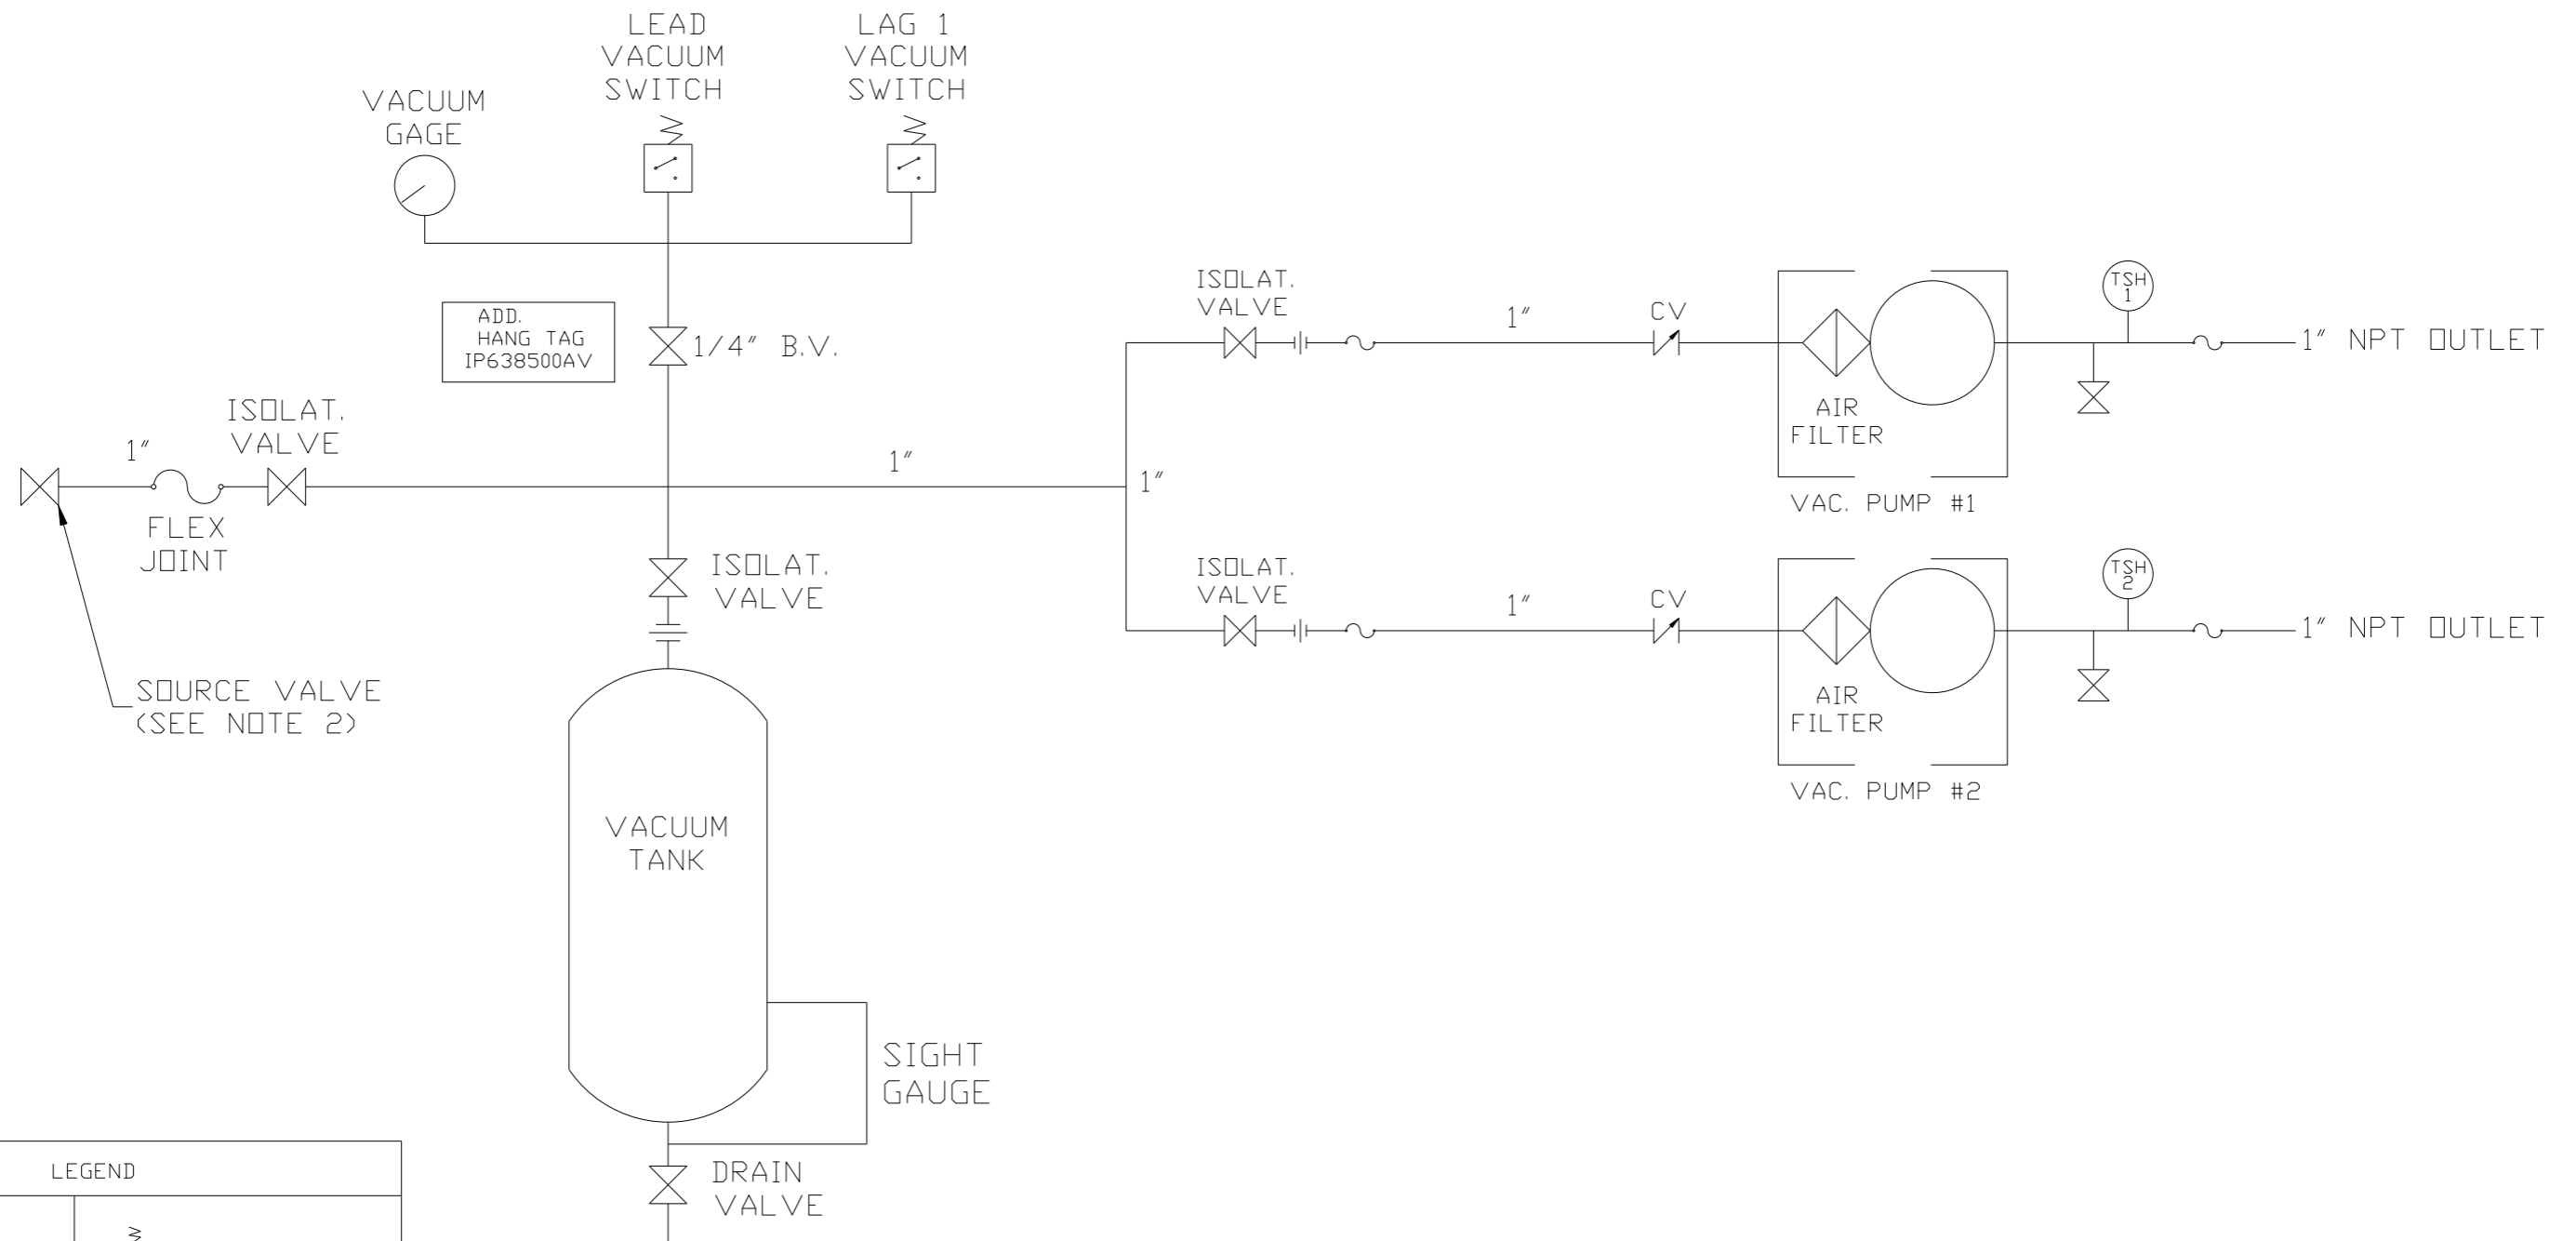 LEAD
VACUUM
SWITCH
LAG 1
VACUUM
SWITCH
VACUUM
GAGE
ADD.
HANG TAG
IP638500AV
1/4" B.V.
ISOLAT.
VALVE
1"
FLEX
JOINT
SOURCE VALVE
(SEE NOTE 2)
1"
1"
ISOLAT.
VALVE
ISOLAT.
VALVE
1"
CV
AIR
FILTER
VAC. PUMP #1
TSH
1
1" NPT OUTLET
ISOLAT.
VALVE
1"
CV
AIR
FILTER
VAC. PUMP #2
TSH
2
1" NPT OUTLET
VACUUM
TANK
SIGHT
GAUGE
DRAIN
VALVE
LEGEND